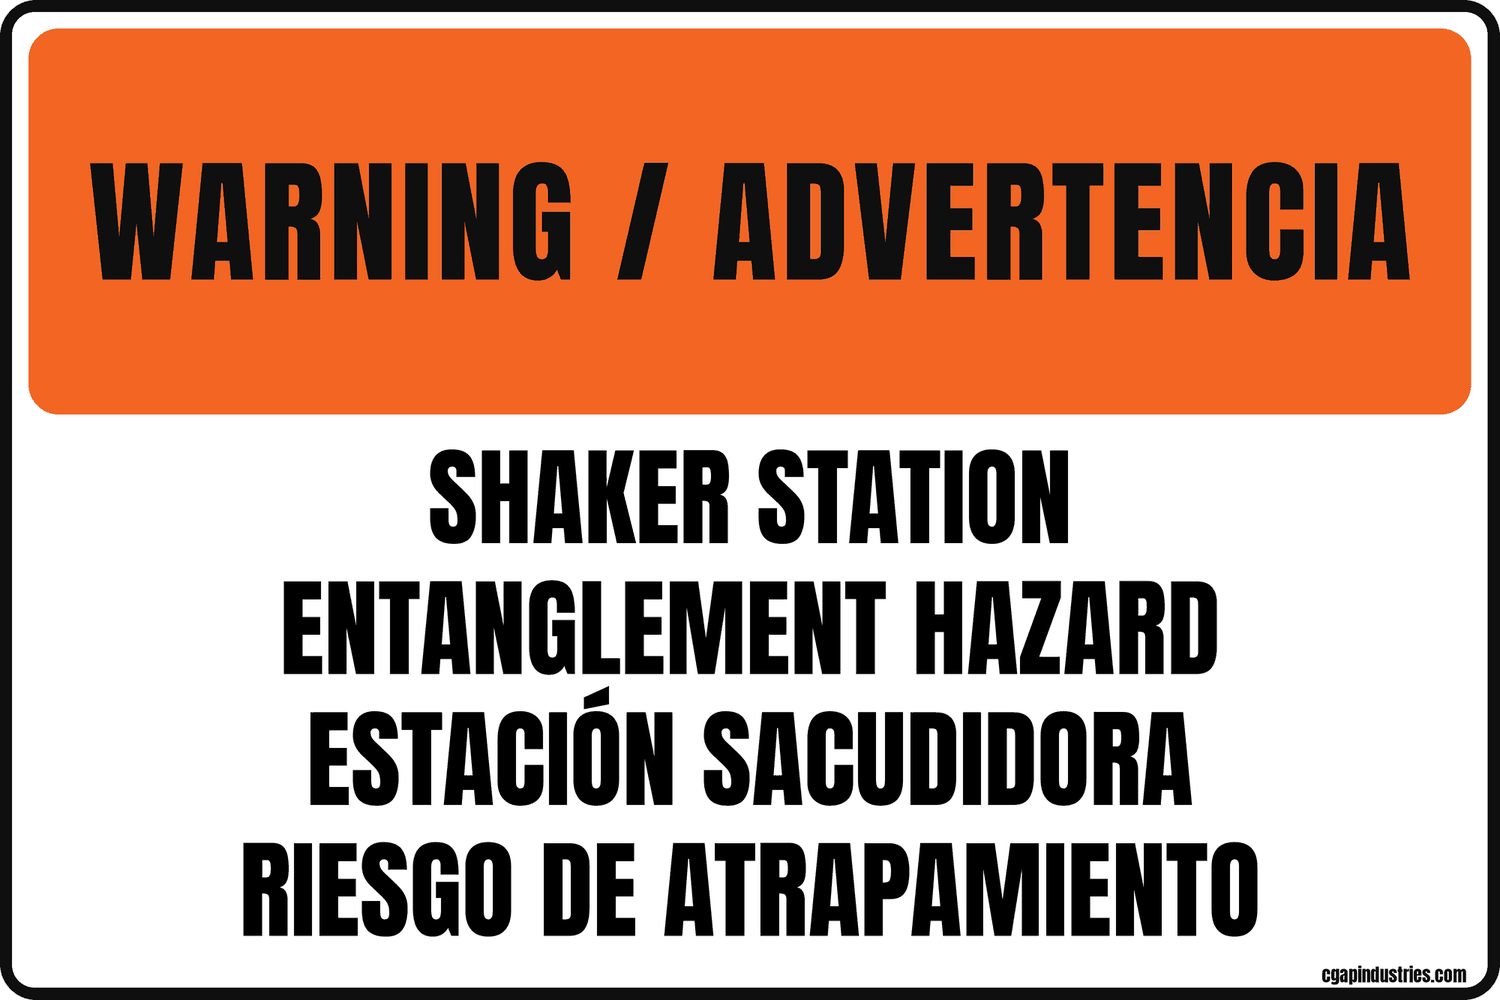 WARNING / ADVERTENCIA
SHAKER STATION
ENTANGLEMENT HAZARD
ESTACIÓN SACUDIDORA
RIESGO DE ATRAPAMIENTO
cgapindustries.com